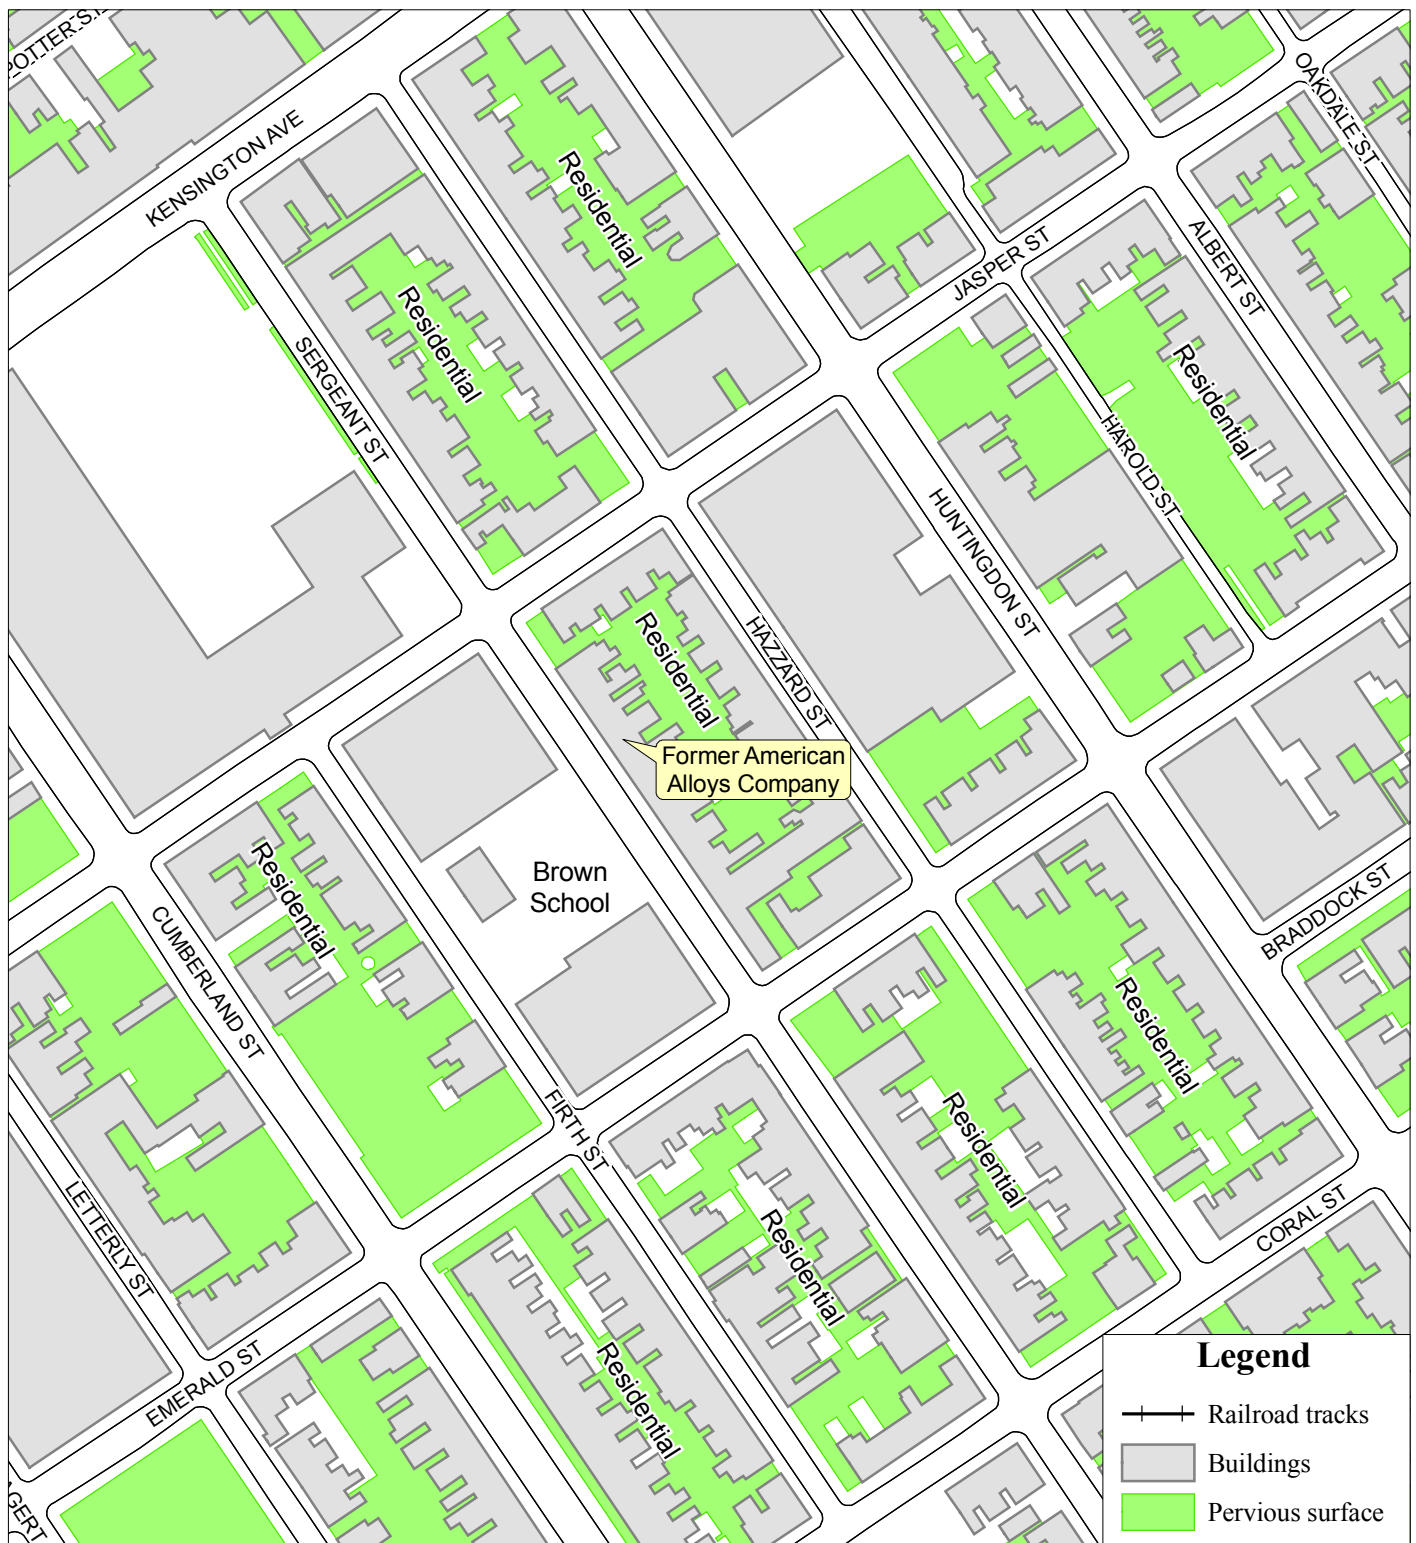 POTTER ST
KENSINGTON AVE
OAKDALE ST
Residential
ALBERT ST
JASPER ST
Residential
SERGEANT ST
Residential
HAROLD ST
HUNTINGDON ST
Residential
HAZZARD ST
Former American
Alloys Company
Brown
School
Residential
CUMBERLAND ST
BRADDOCK ST
Residential
FIRTH ST
Residential
LETTERLY ST
CORAL ST
Residential
EMERALD ST
Residential
AGERT
Legend
Railroad tracks
Buildings
Pervious surface